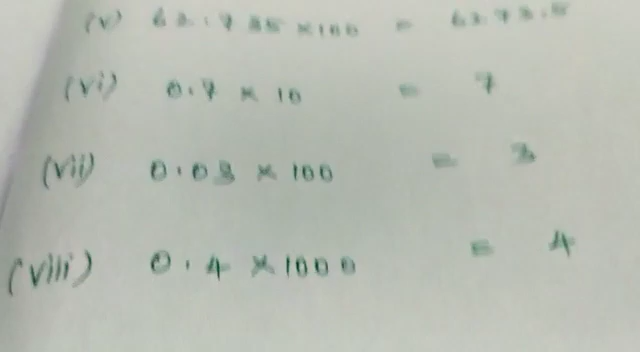 (v) 62.735 × 100 = 6273.5
(vi) 0.7 × 10 = 7
(vii) 0.03 × 100 = 3
(viii) 0.4 × 1000 = 4